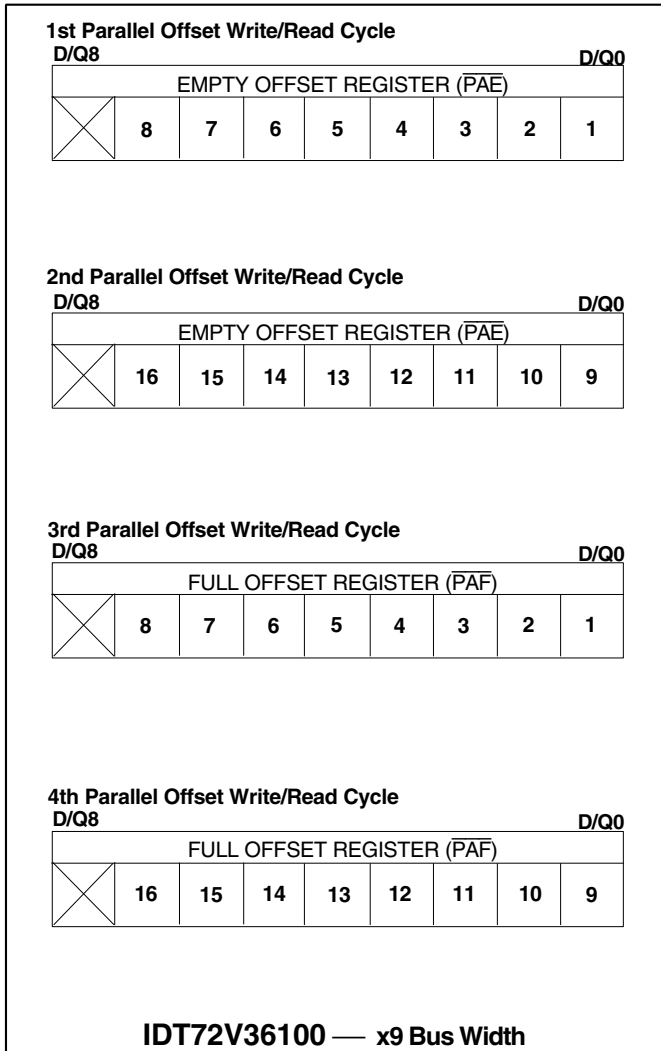 1st Parallel Offset Write/Read Cycle
D/Q8 D/Q0
EMPTY OFFSET REGISTER (P̅A̅E̅)
8 7 6 5 4 3 2 1
2nd Parallel Offset Write/Read Cycle
D/Q8 D/Q0
EMPTY OFFSET REGISTER (P̅A̅E̅)
16 15 14 13 12 11 10 9
3rd Parallel Offset Write/Read Cycle
D/Q8 D/Q0
FULL OFFSET REGISTER (P̅A̅F̅)
8 7 6 5 4 3 2 1
4th Parallel Offset Write/Read Cycle
D/Q8 D/Q0
FULL OFFSET REGISTER (P̅A̅F̅)
16 15 14 13 12 11 10 9
IDT72V36100 — x9 Bus Width